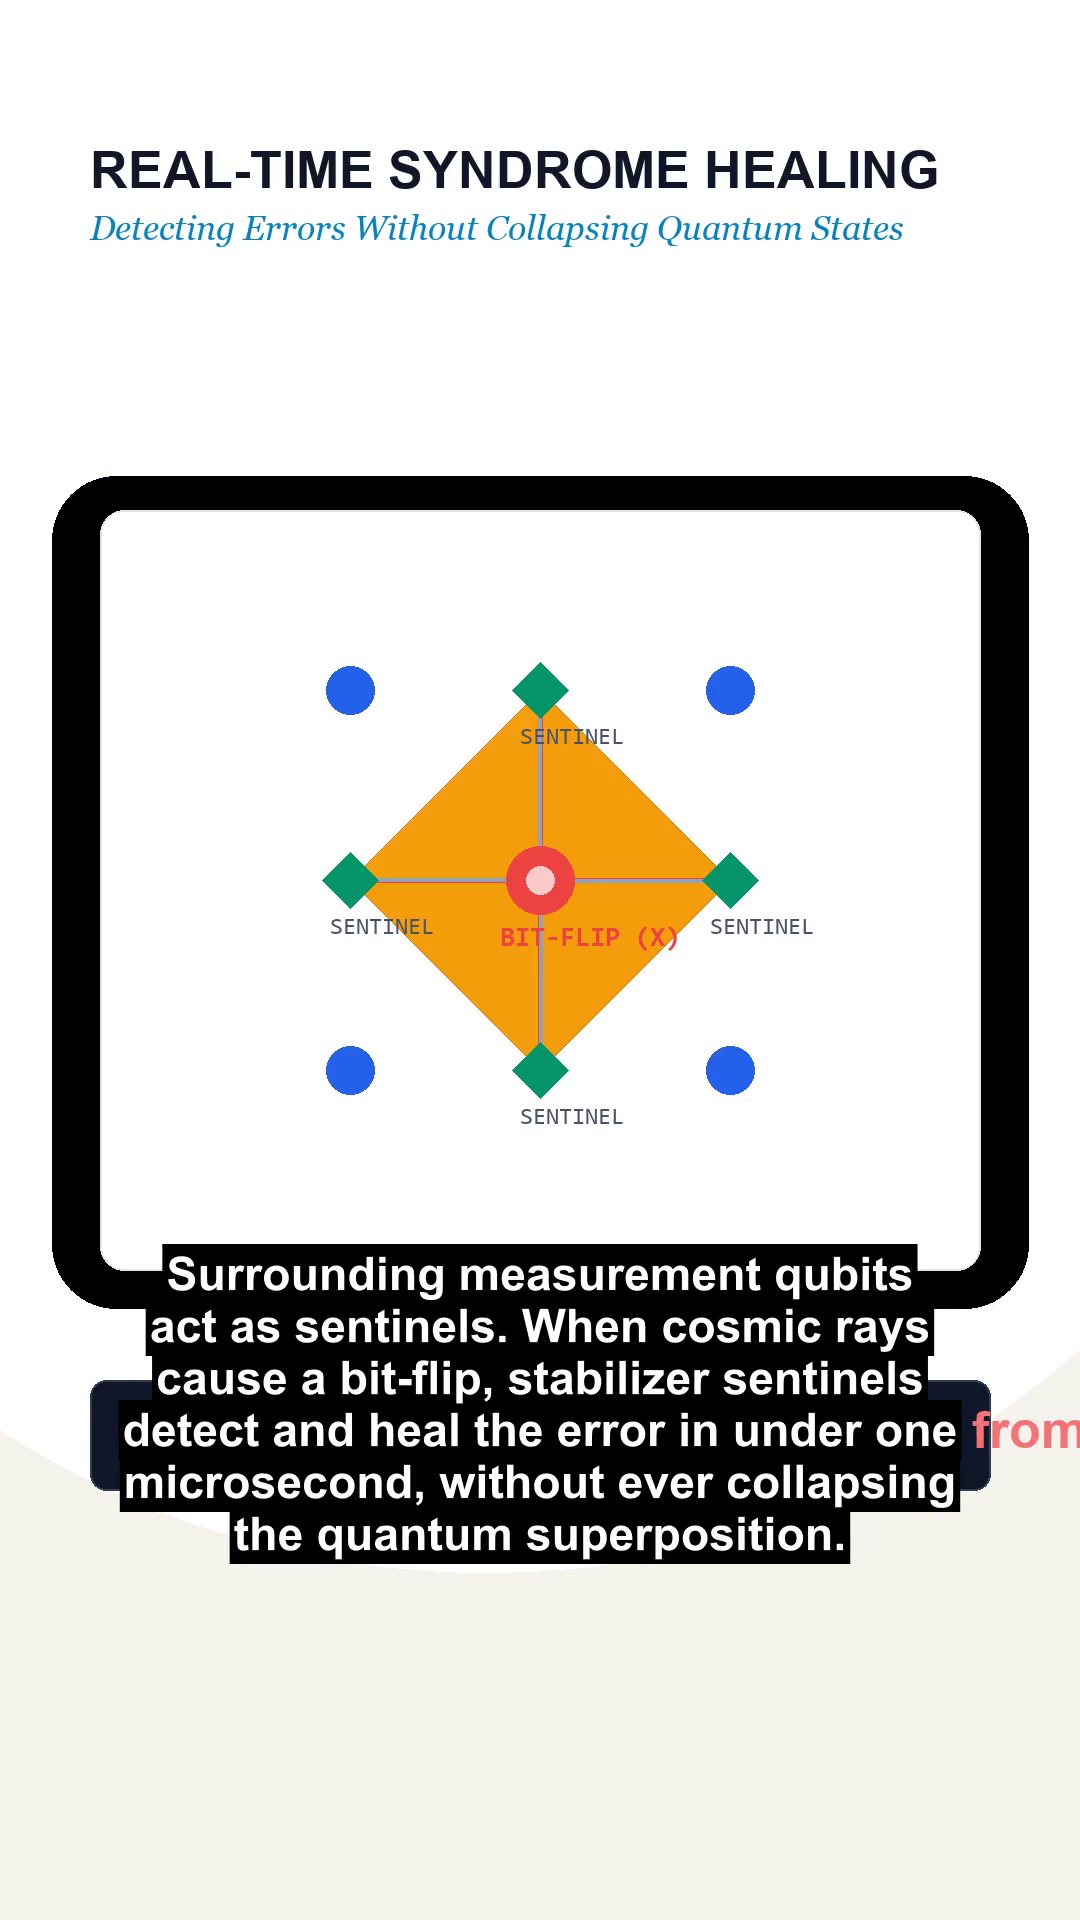 REAL-TIME SYNDROME HEALING
Detecting Errors Without Collapsing Quantum States
SENTINEL
SENTINEL
BIT-FLIP (X)
SENTINEL
SENTINEL
Surrounding measurement qubits
act as sentinels. When cosmic rays
cause a bit-flip, stabilizer sentinels
detect and heal the error in under one
from
microsecond, without ever collapsing
the quantum superposition.